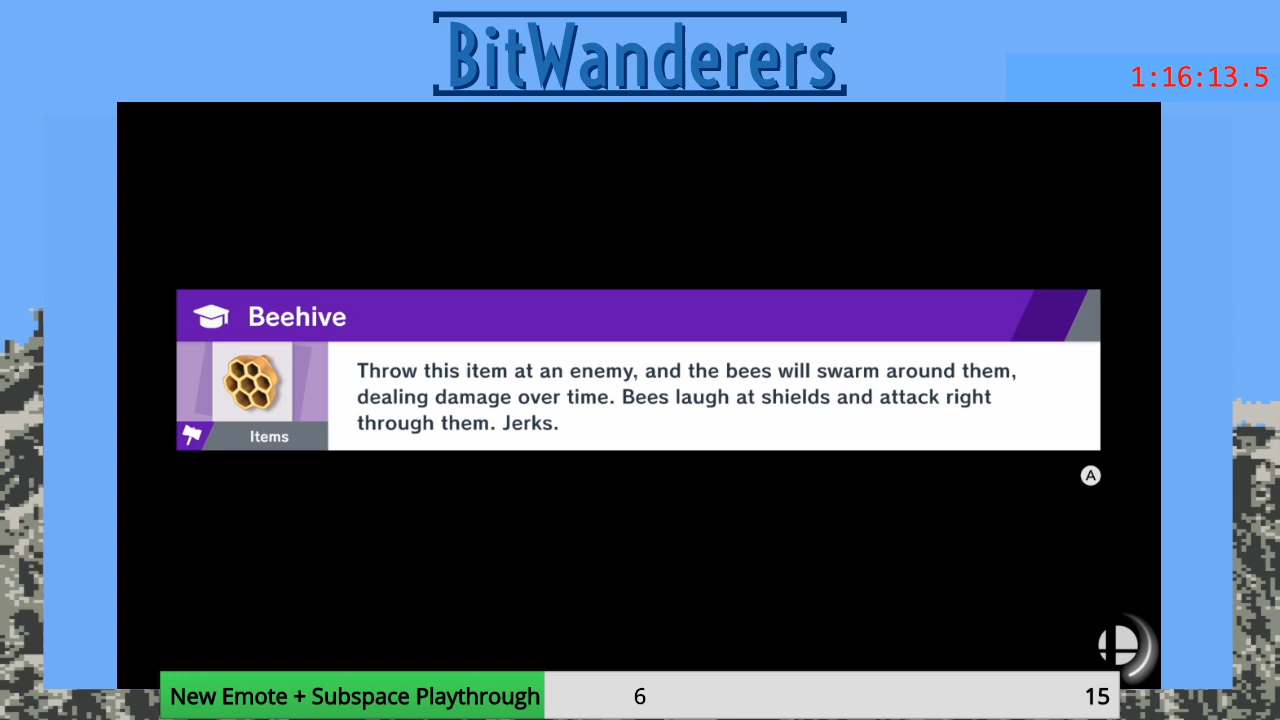 BitWanderers
1:16:13.5
Beehive
Throw this item at an enemy, and the bees will swarm around them,
dealing damage over time. Bees laugh at shields and attack right
through them. Jerks.
Items
A
New Emote + Subspace Playthrough 6 15